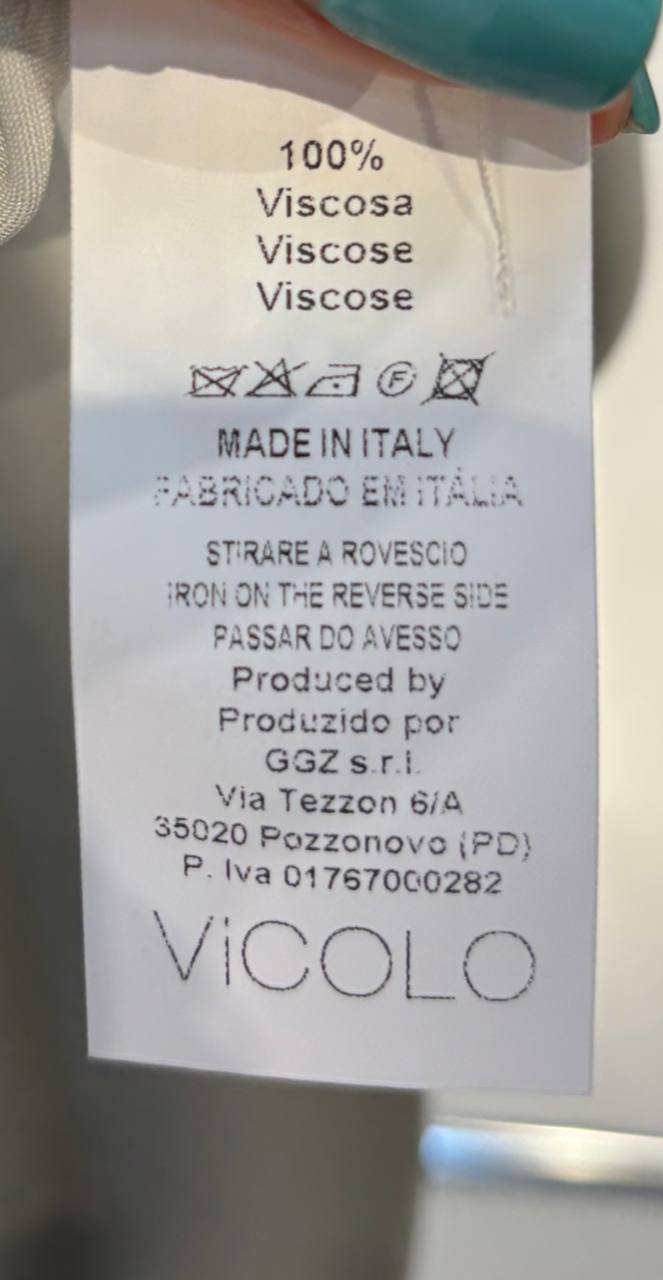 100%
Viscosa
Viscose
Viscose
F
MADE IN ITALY
FABRICADO EM ITÁLIA
STIRARE A ROVESCIO
IRON ON THE REVERSE SIDE
PASSAR DO AVESSO
Produced by
Produzido por
GGZ s.r.l.
Via Tezzon 6/A
35020 Pozzonovo (PD)
P. Iva 01767000282
ViCOLO